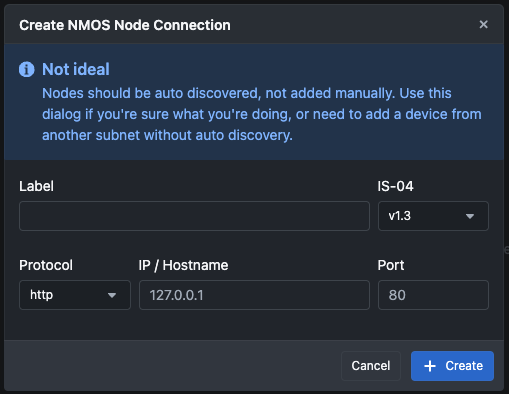 Create NMOS Node Connection
Not ideal
Nodes should be auto discovered, not added manually. Use this
dialog if you're sure what you're doing, or need to add a device from
another subnet without auto discovery.
Label
IS-04
v1.3
Protocol
IP / Hostname
Port
http
127.0.0.1
80
Cancel
Create